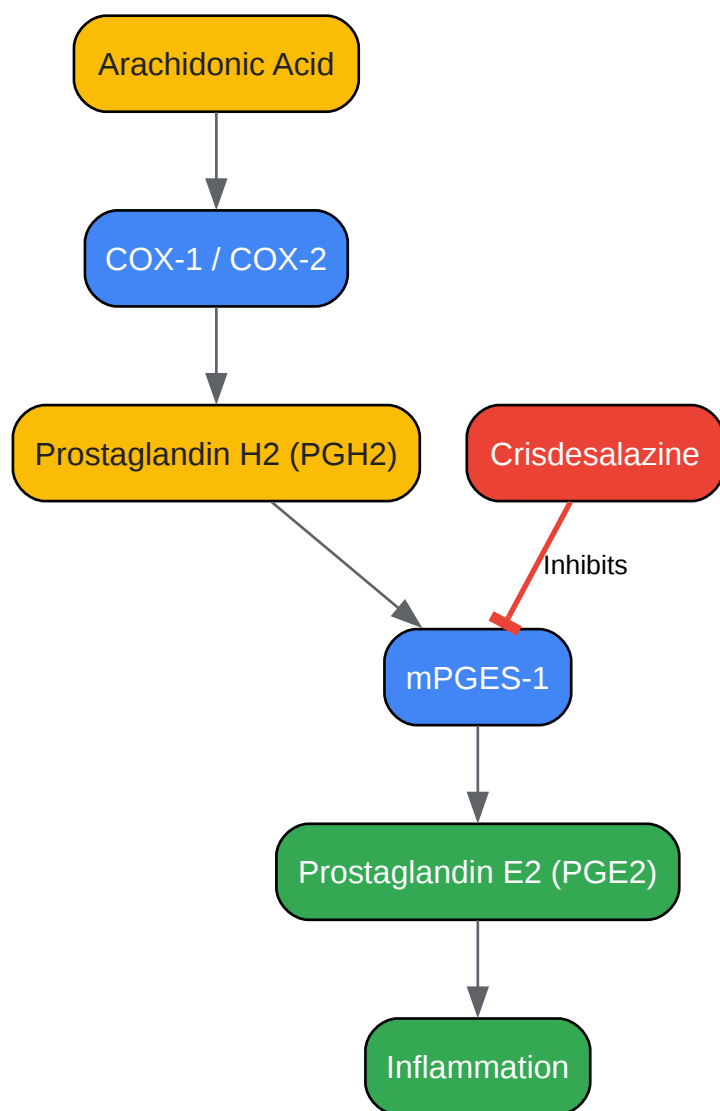 Arachidonic Acid
COX-1 / COX-2
Prostaglandin H2 (PGH2)
Crisdesalazine
Inhibits
mPGES-1
Prostaglandin E2 (PGE2)
Inflammation